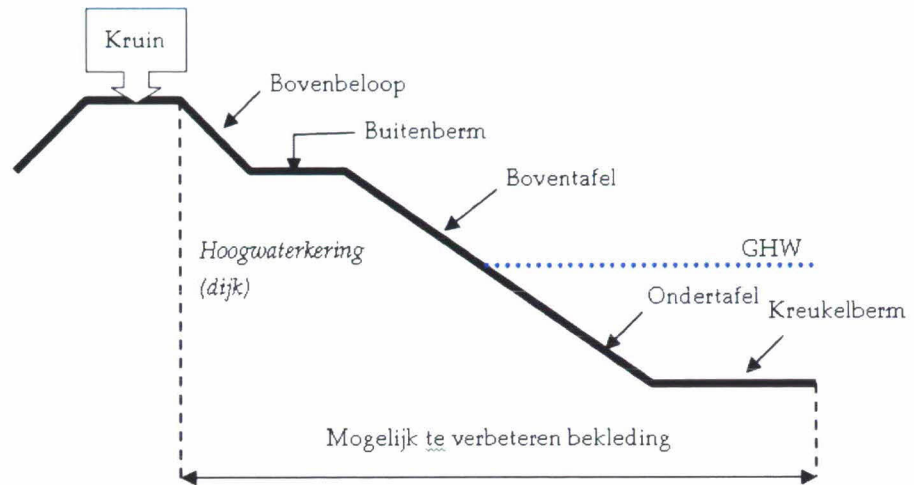 Kruin
Bovenbeloop
Buitenberm
Boventafel
Hoogwaterkering
(dijk)
GHW
Ondertafel
Kreukelberm
Mogelijk te verbeteren bekleding